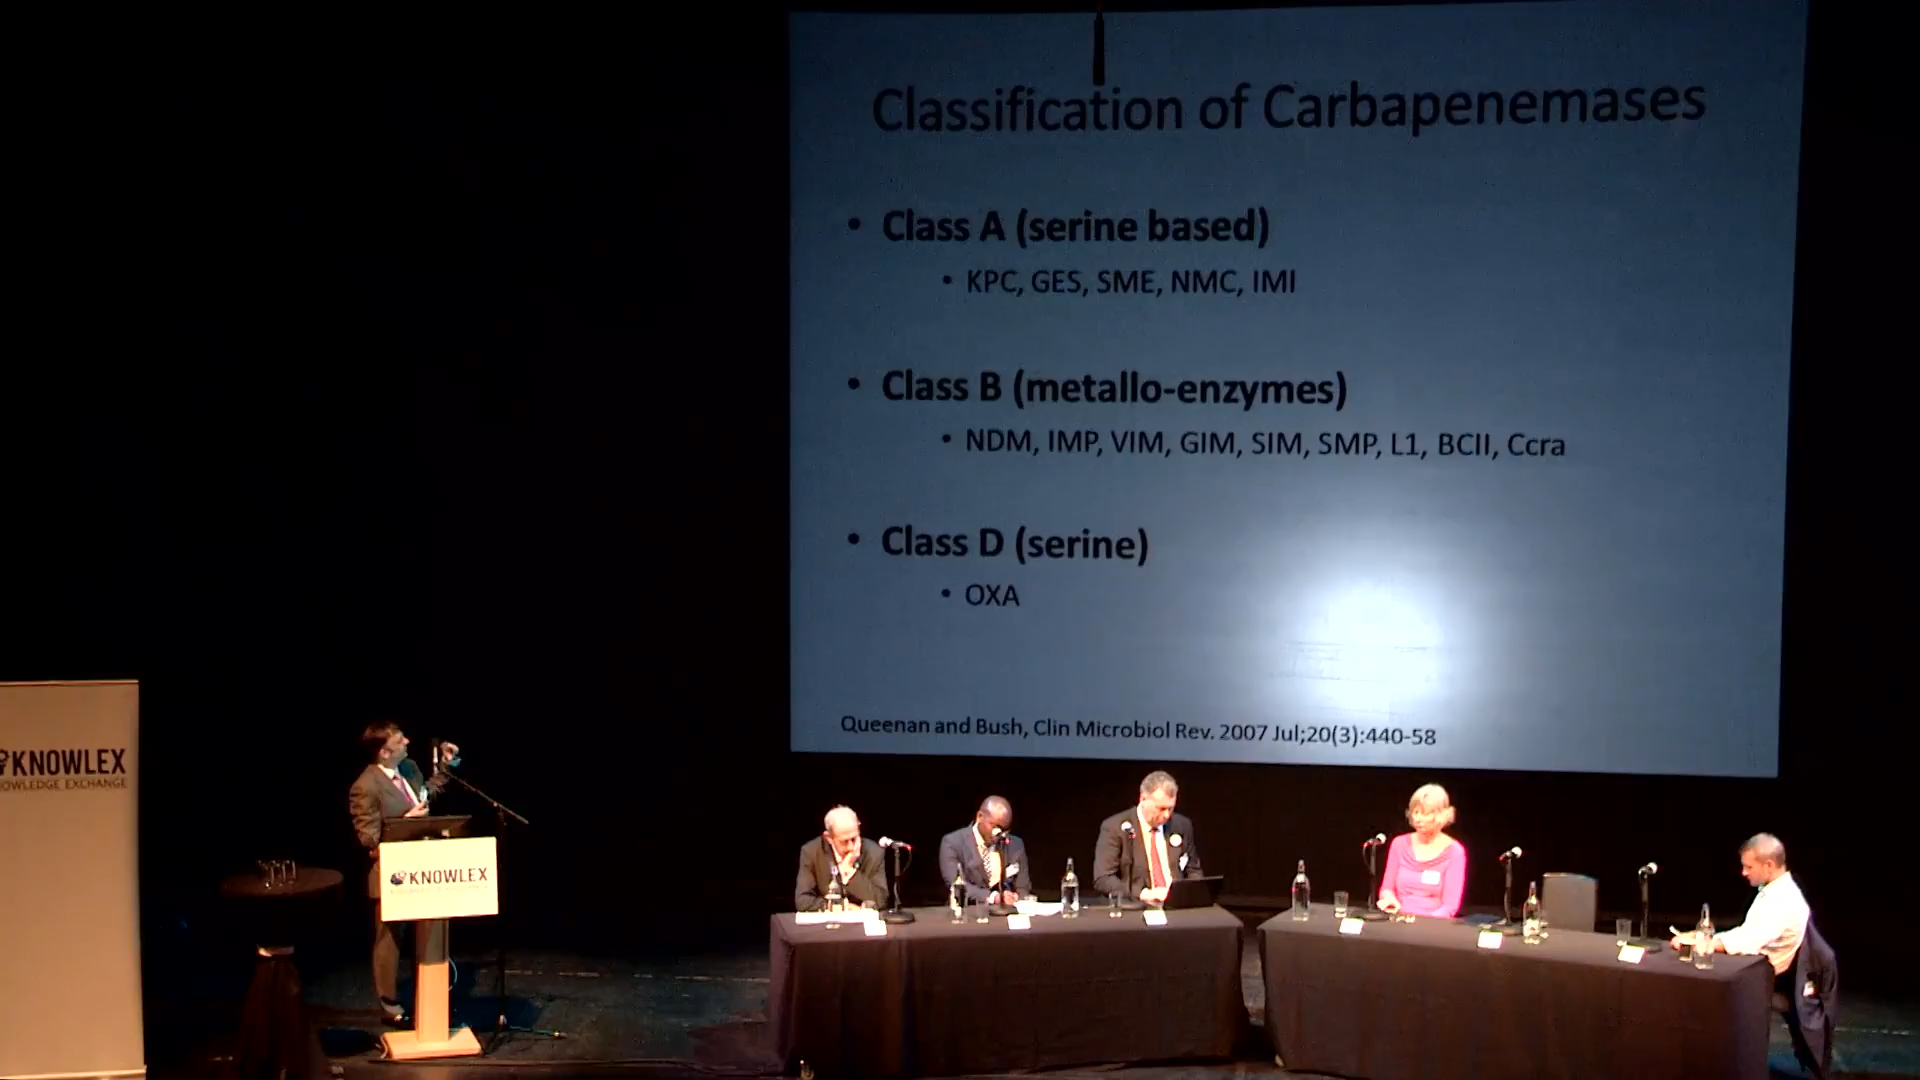 Classification of Carbapenemases
• Class A (serine based)
• KPC, GES, SME, NMC, IMI
• Class B (metallo-enzymes)
• NDM, IMP, VIM, GIM, SIM, SMP, L1, BCII, Ccra
• Class D (serine)
• OXA
Queenan and Bush, Clin Microbiol Rev. 2007 Jul;20(3):440-58
KNOWLEX
OWLEDGE EXCHANGE
KNOWLEX